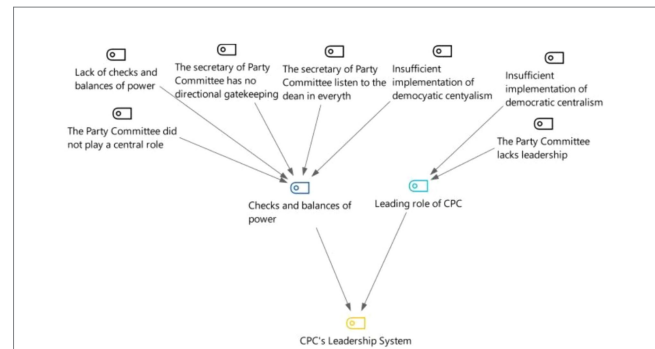 Lack of checks and
balances of power
The secretary of Party
Committee has no
directional gatekeeping
The secretary of Party
Committee listen to the
dean in everyth
Insufficient
implementation of
democyatic centyalism
Insufficient
implementation of
democratic centralism
The Party Committee did
not play a central role
The Party Committee
lacks leadership
Checks and balances of
power
Leading role of CPC
CPC's Leadership System